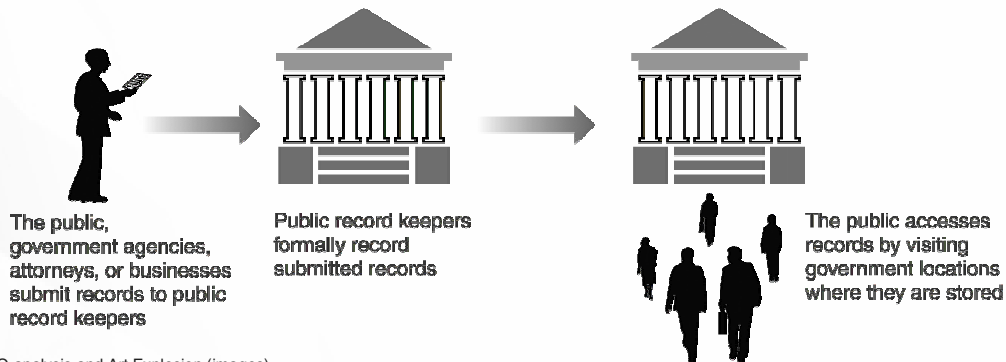 The public,
government agencies,
attorneys, or businesses
submit records to public
record keepers
Public record keepers
formally record
submitted records
The public accesses
records by visiting
government locations
where they are stored
analysis and Art Explosion (images)